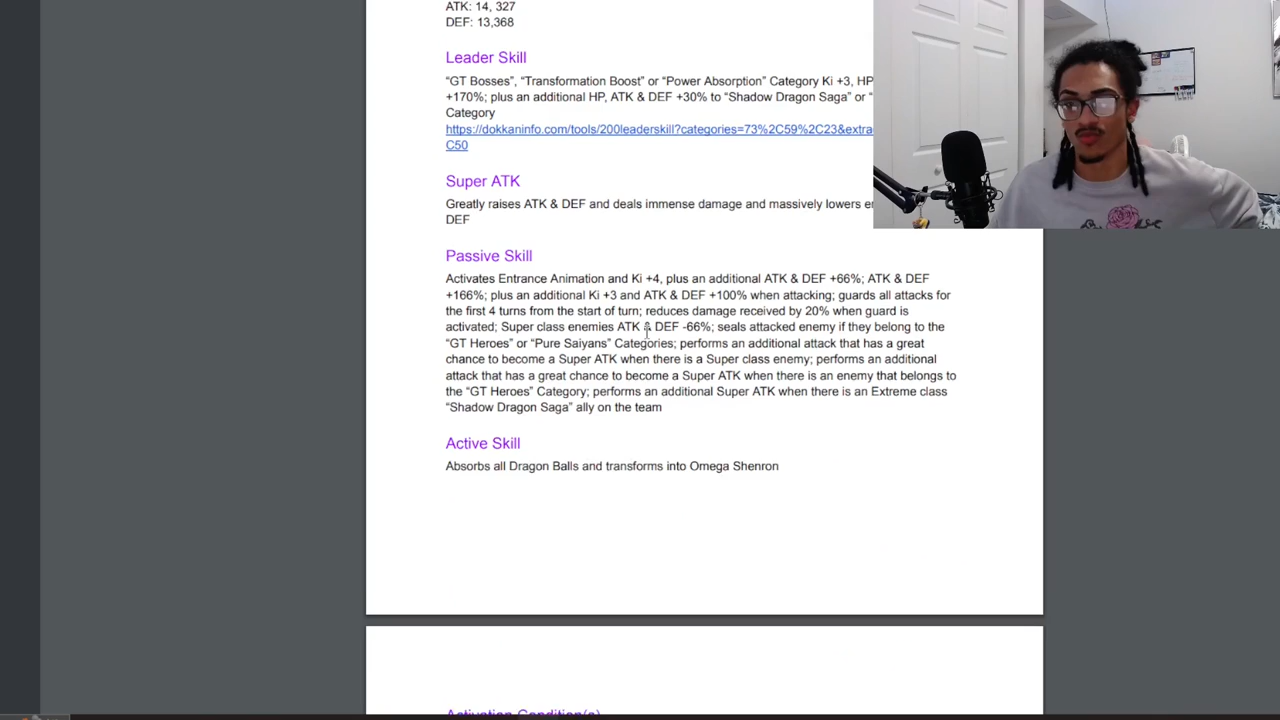 ATK: 14, 327
DEF: 13,368
Leader Skill
“GT Bosses”, “Transformation Boost” or “Power Absorption” Category Ki +3, HP
+170%; plus an additional HP, ATK & DEF +30% to “Shadow Dragon Saga” or “
Category
https://dokkaninfo.com/tools/200leaderskill?categories=73%2C59%2C23&extra
C50
Super ATK
Greatly raises ATK & DEF and deals immense damage and massively lowers
DEF
Passive Skill
Activates Entrance Animation and Ki +4, plus an additional ATK & DEF +66%; ATK & DEF
+166%; plus an additional Ki +3 and ATK & DEF +100% when attacking; guards all attacks for
the first 4 turns from the start of turn; reduces damage received by 20% when guard is
activated; Super class enemies ATK & DEF -66%; seals attacked enemy if they belong to the
“GT Heroes” or “Pure Saiyans” Categories; performs an additional attack that has a great
chance to become a Super ATK when there is a Super class enemy; performs an additional
attack that has a great chance to become a Super ATK when there is an enemy that belongs to
the “GT Heroes” Category; performs an additional Super ATK when there is an Extreme class
“Shadow Dragon Saga” ally on the team
Active Skill
Absorbs all Dragon Balls and transforms into Omega Shenron
Activation Condition(s)